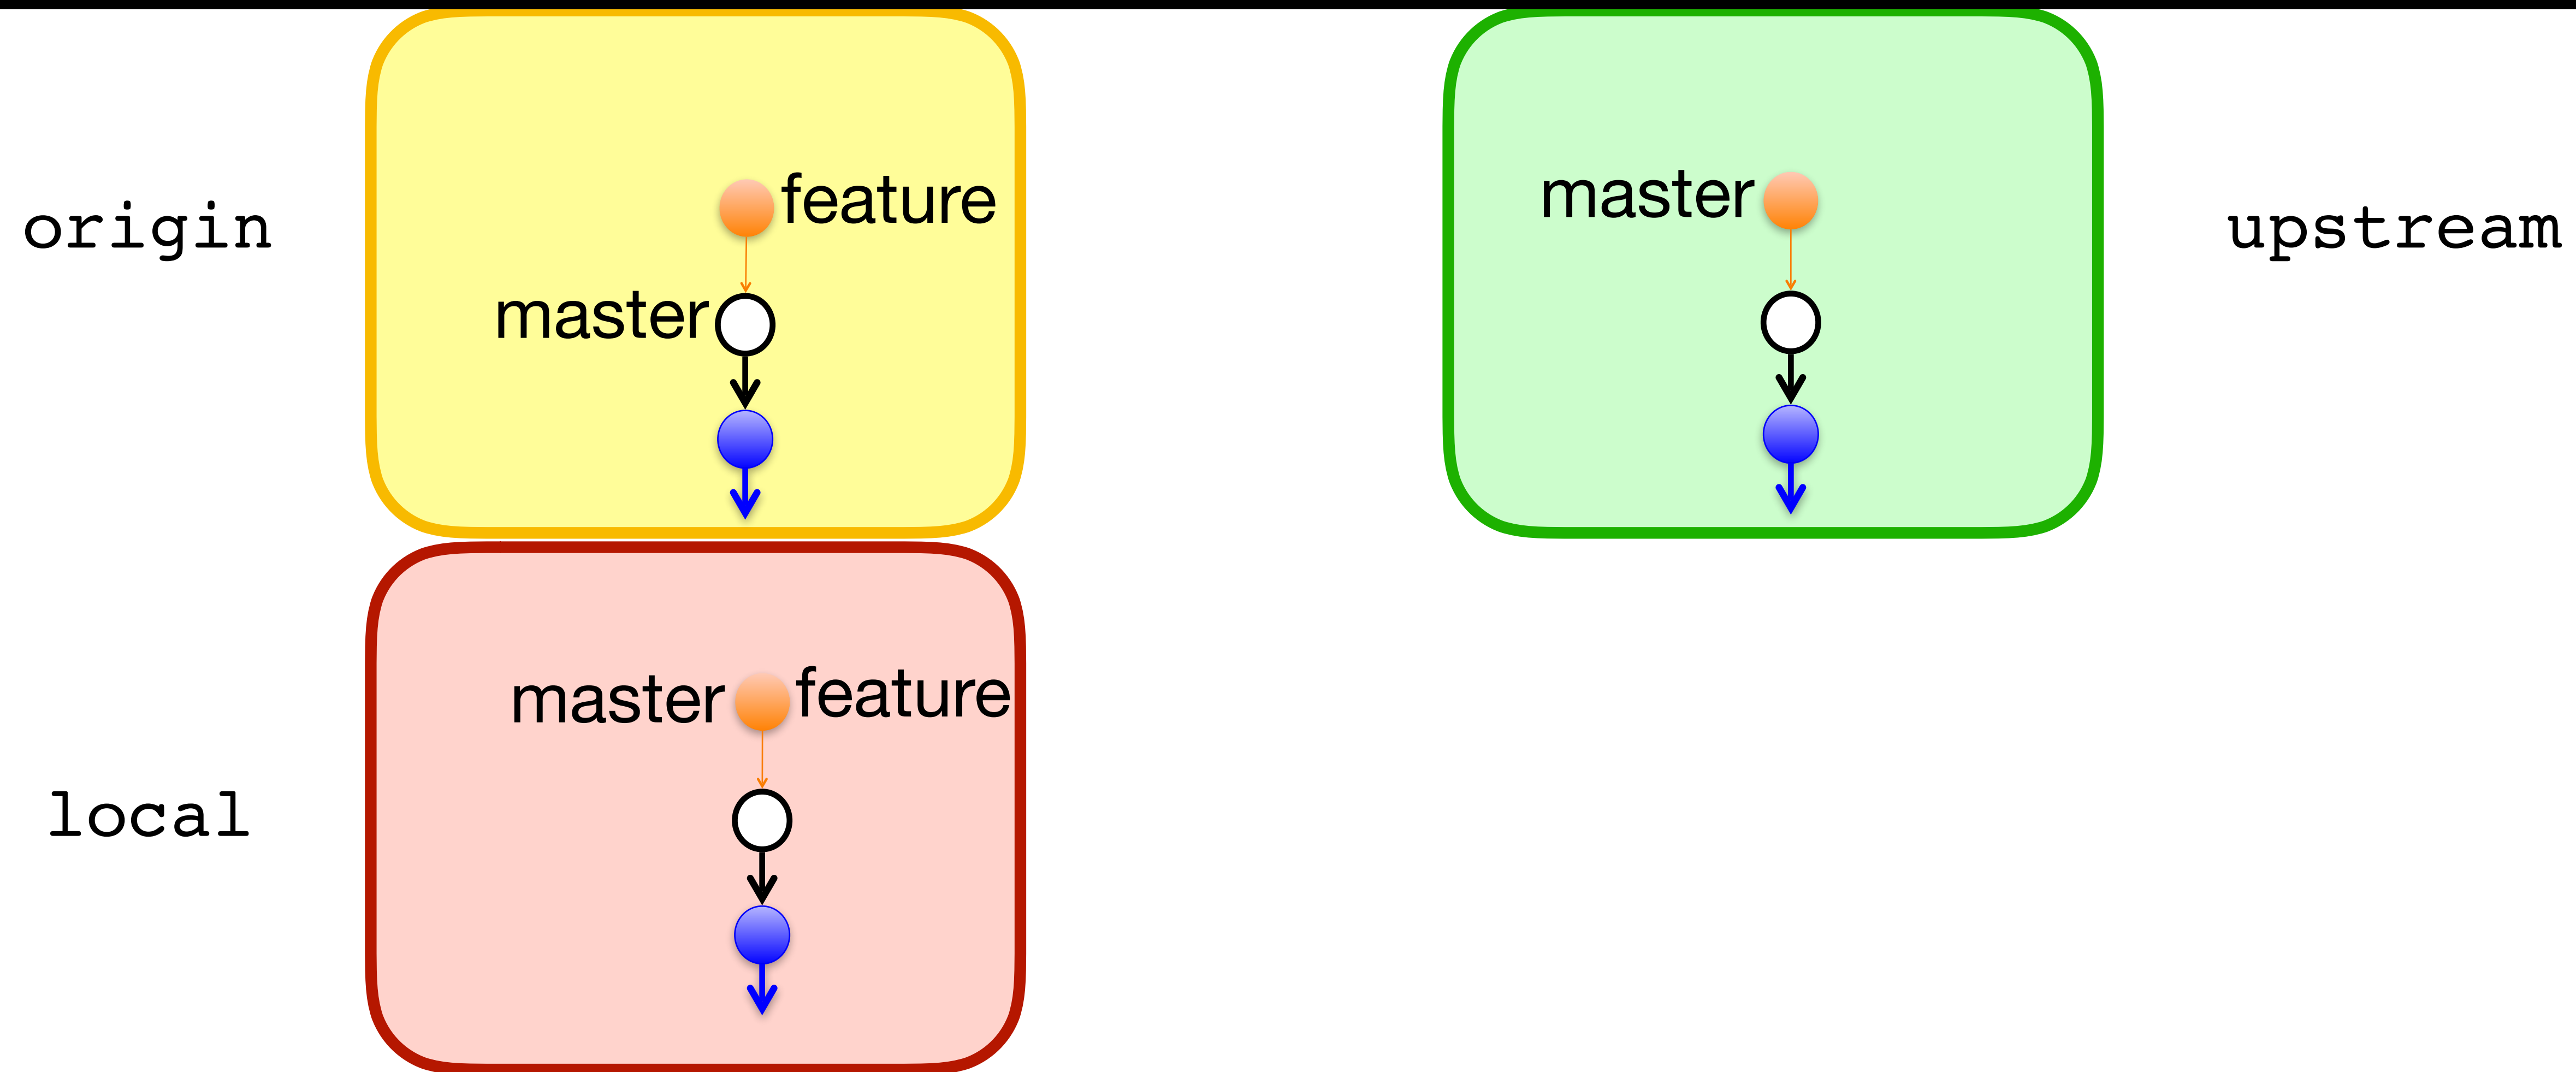 feature
master
origin
master
upstream
master feature
local